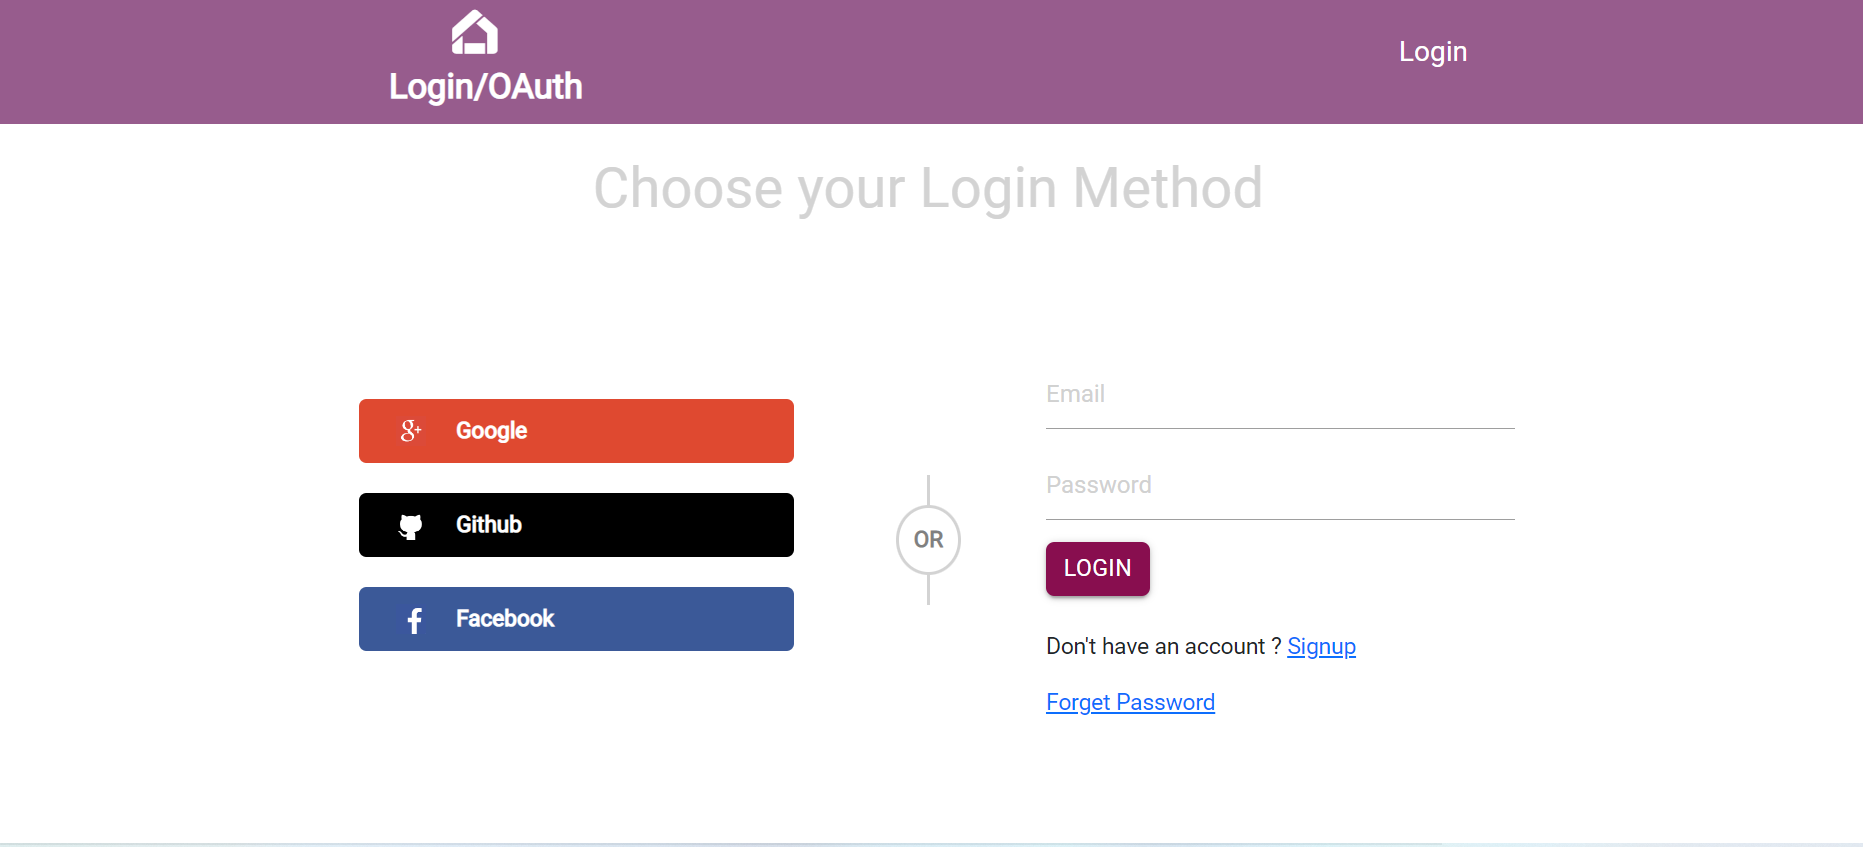 Login/OAuth
Login
Choose your Login Method
Google
Github
Facebook
OR
Email
Password
LOGIN
Don't have an account ? Signup
Forget Password